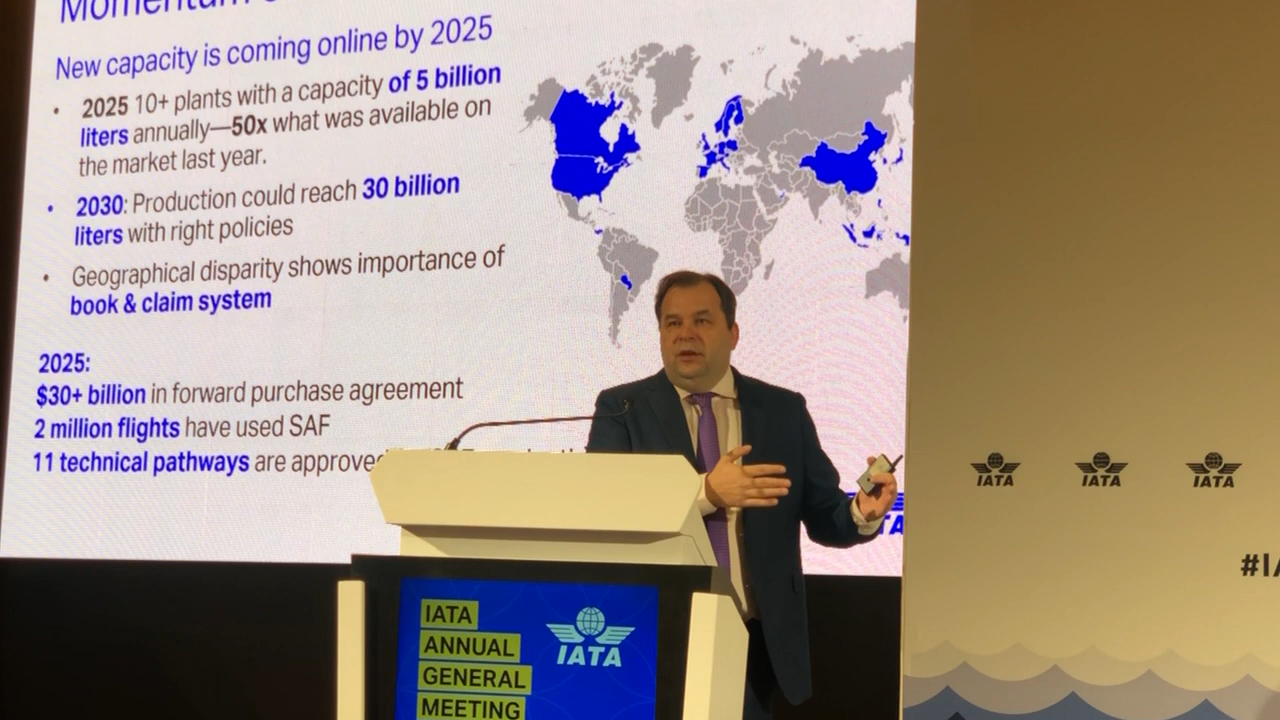 Momentum
New capacity is coming online by 2025
• 2025 10+ plants with a capacity of 5 billion
liters annually—50x what was available on
the market last year.
• 2030: Production could reach 30 billion
liters with right policies
• Geographical disparity shows importance of
book & claim system
2025:
$30+ billion in forward purchase agreement
2 million flights have used SAF
11 technical pathways are approved
IATA
ANNUAL
GENERAL
MEETING
IATA
TA
IATA IATA IATA
#IA